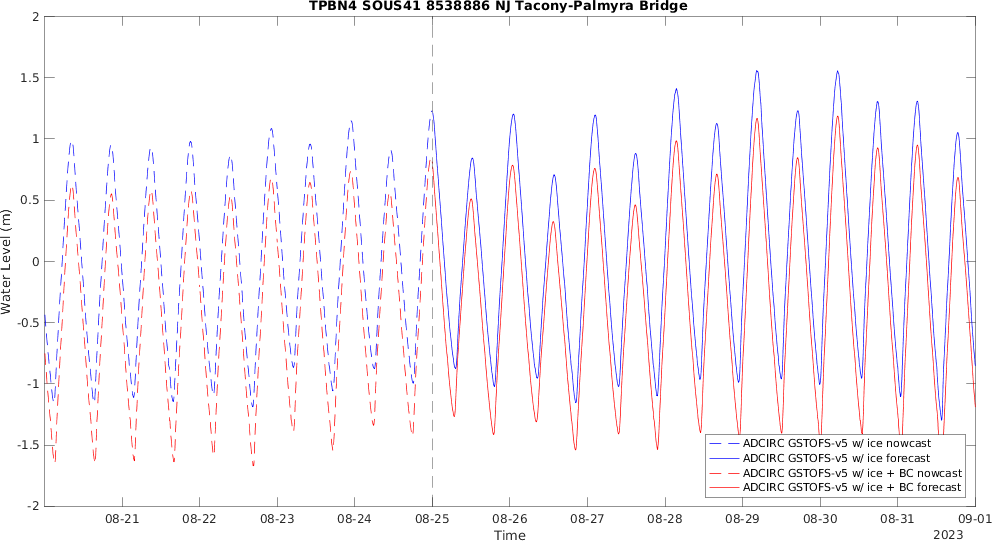 TPBN4 SOUS41 8538886 NJ Tacony-Palmyra Bridge
2
1.5
1
0.5
0
-0.5
-1
-1.5
-2
Water Level (m)
ADCIRC GSTOFS-v5 w/ ice nowcast
ADCIRC GSTOFS-v5 w/ ice forecast
ADCIRC GSTOFS-v5 w/ ice + BC nowcast
ADCIRC GSTOFS-v5 w/ ice + BC forecast
08-21 08-22 08-23 08-24 08-25 08-26 08-27 08-28 08-29 08-30 08-31 09-01
Time
2023